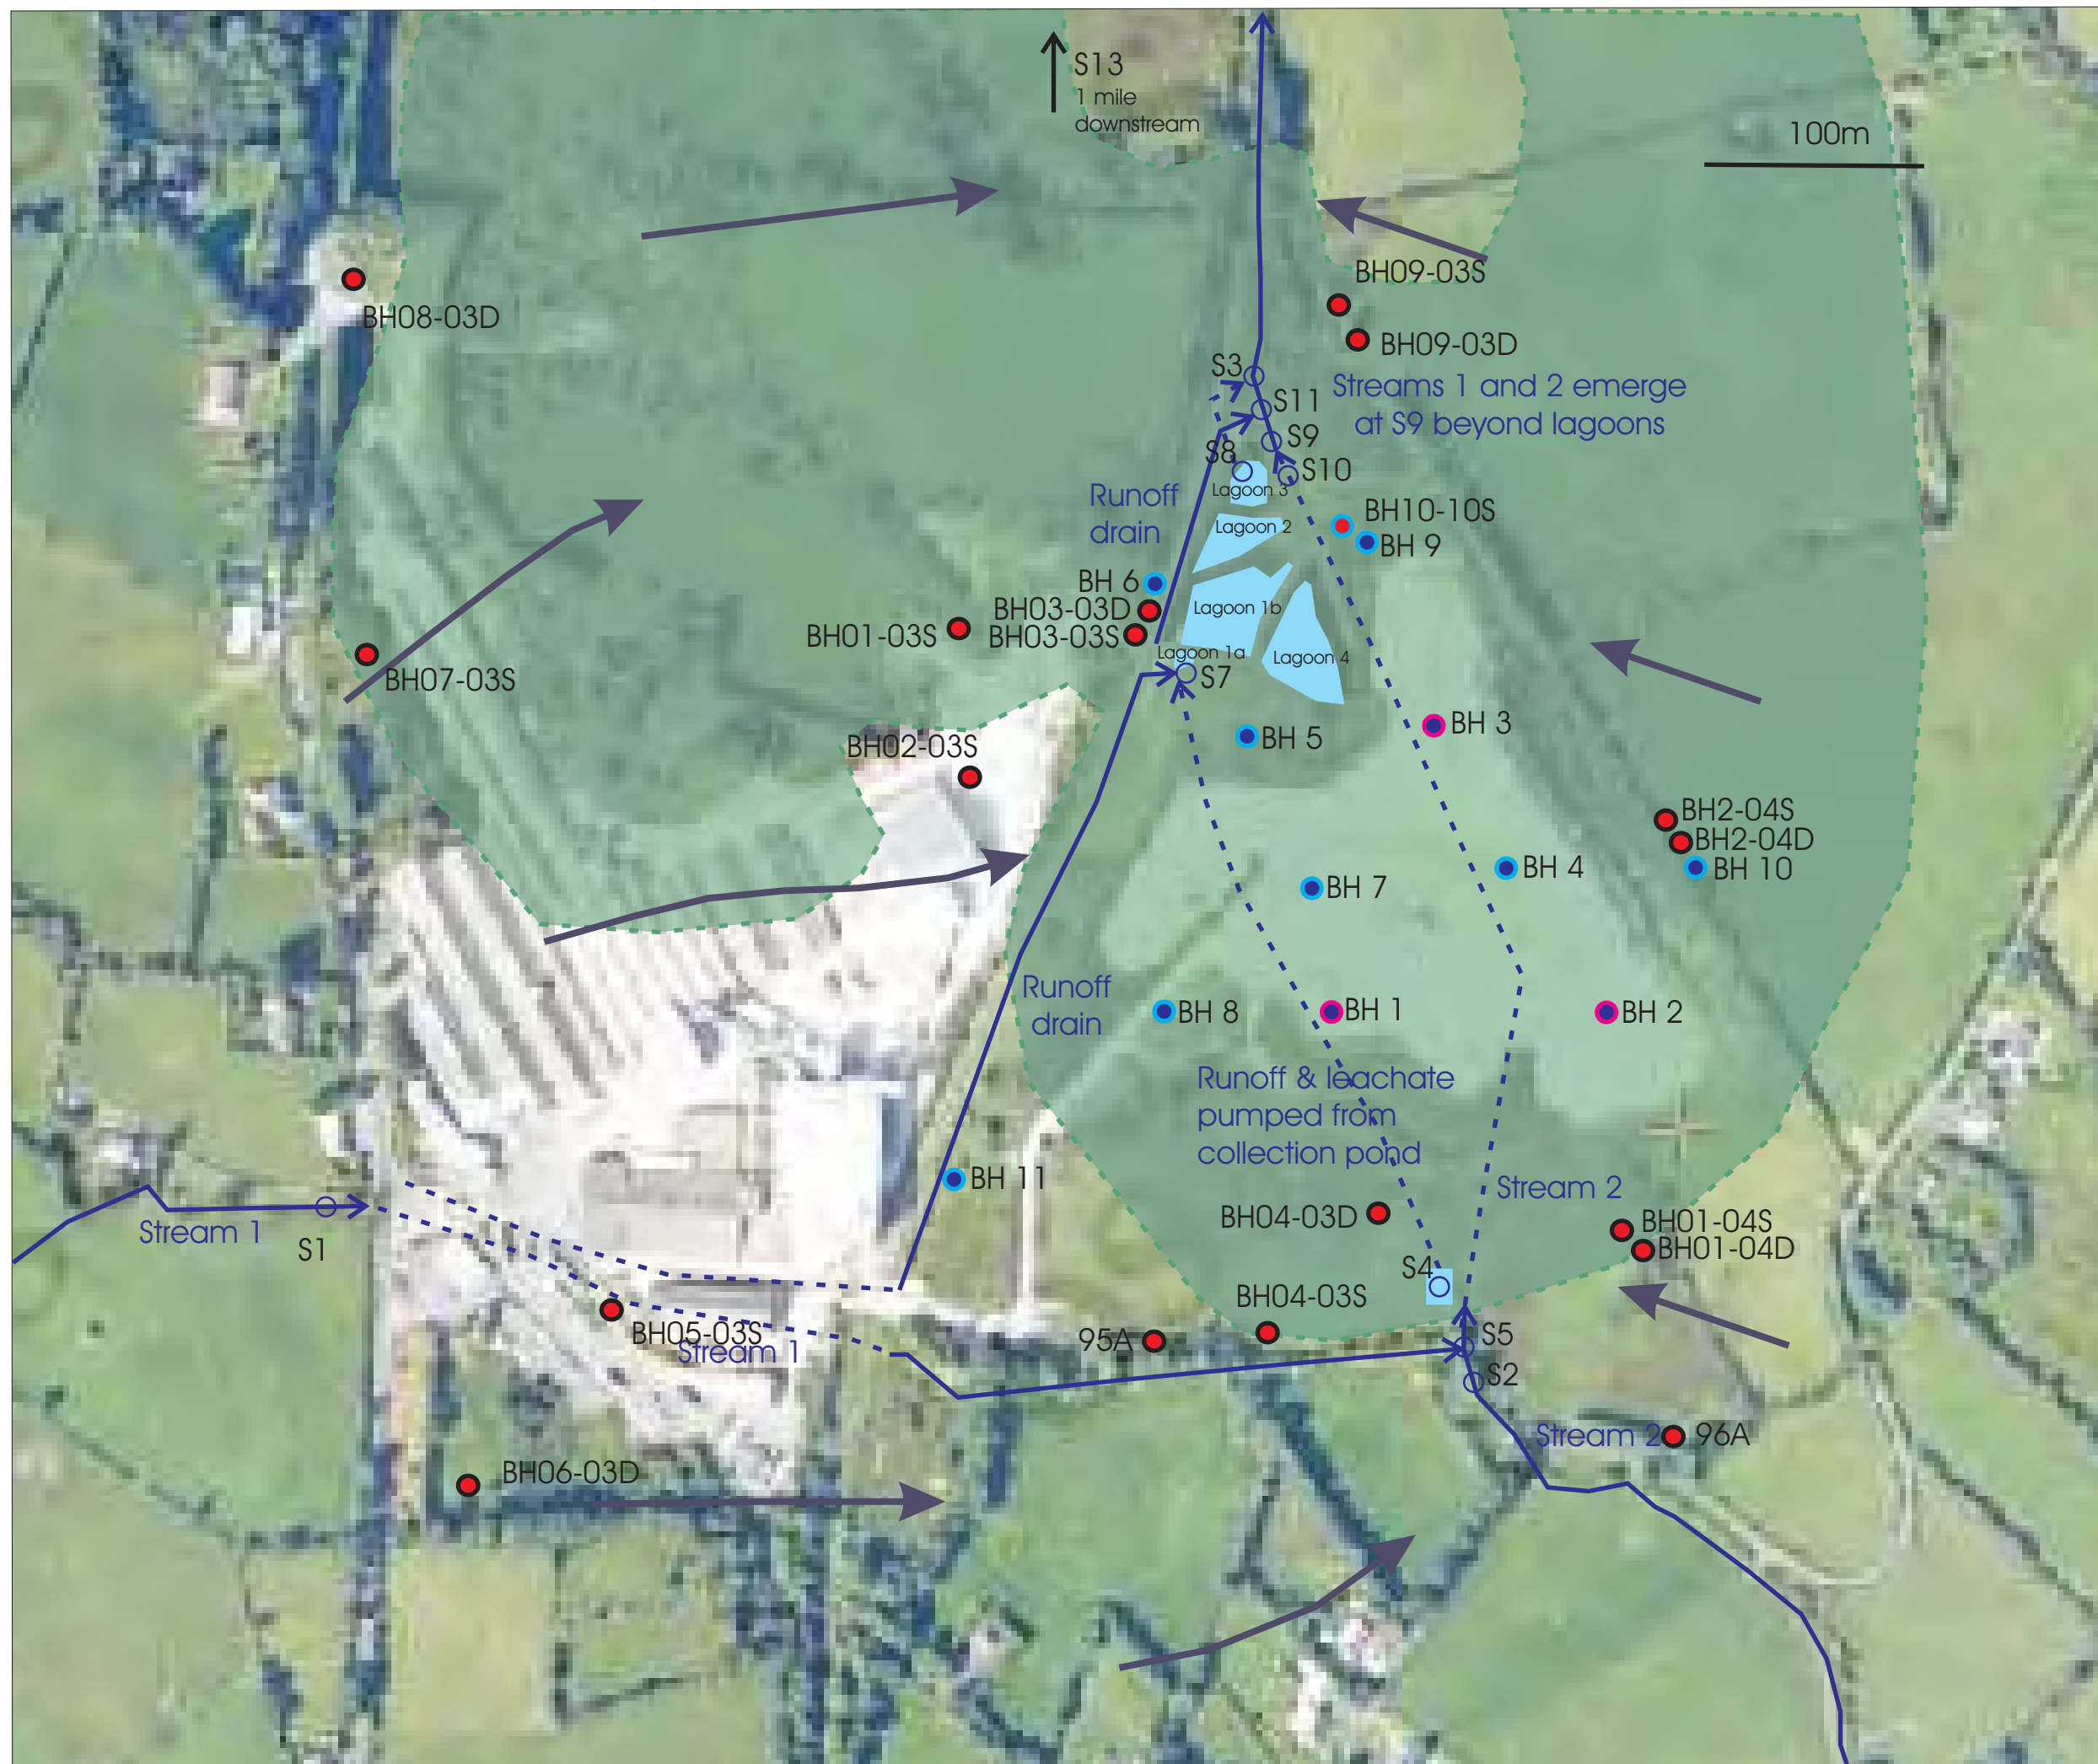 S13
1 mile
downstream
100m
BH09-03S
BH08-03D
BH09-03D
S3
Streams 1 and 2 emerge
at S9 beyond lagoons
S11
S9
S8
S10
Lagoon 3
Runoff
drain
BH10-10S
Lagoon 2
BH 9
BH 6
BH03-03D
Lagoon 1b
BH01-03S
BH03-03S
Lagoon 1a
Lagoon 4
S7
BH07-03S
BH 3
BH 5
BH02-03S
BH2-04S
BH2-04D
BH 10
BH 4
BH 7
Runoff
drain
BH 8
BH 1
BH 2
Runoff & leachate
pumped from
collection pond
BH 11
Stream 2
BH04-03D
BH01-04S
BH01-04D
Stream 1
S1
S4
BH04-03S
BH05-03S
Stream 1
95A
S5
S2
Stream 2
96A
BH06-03D